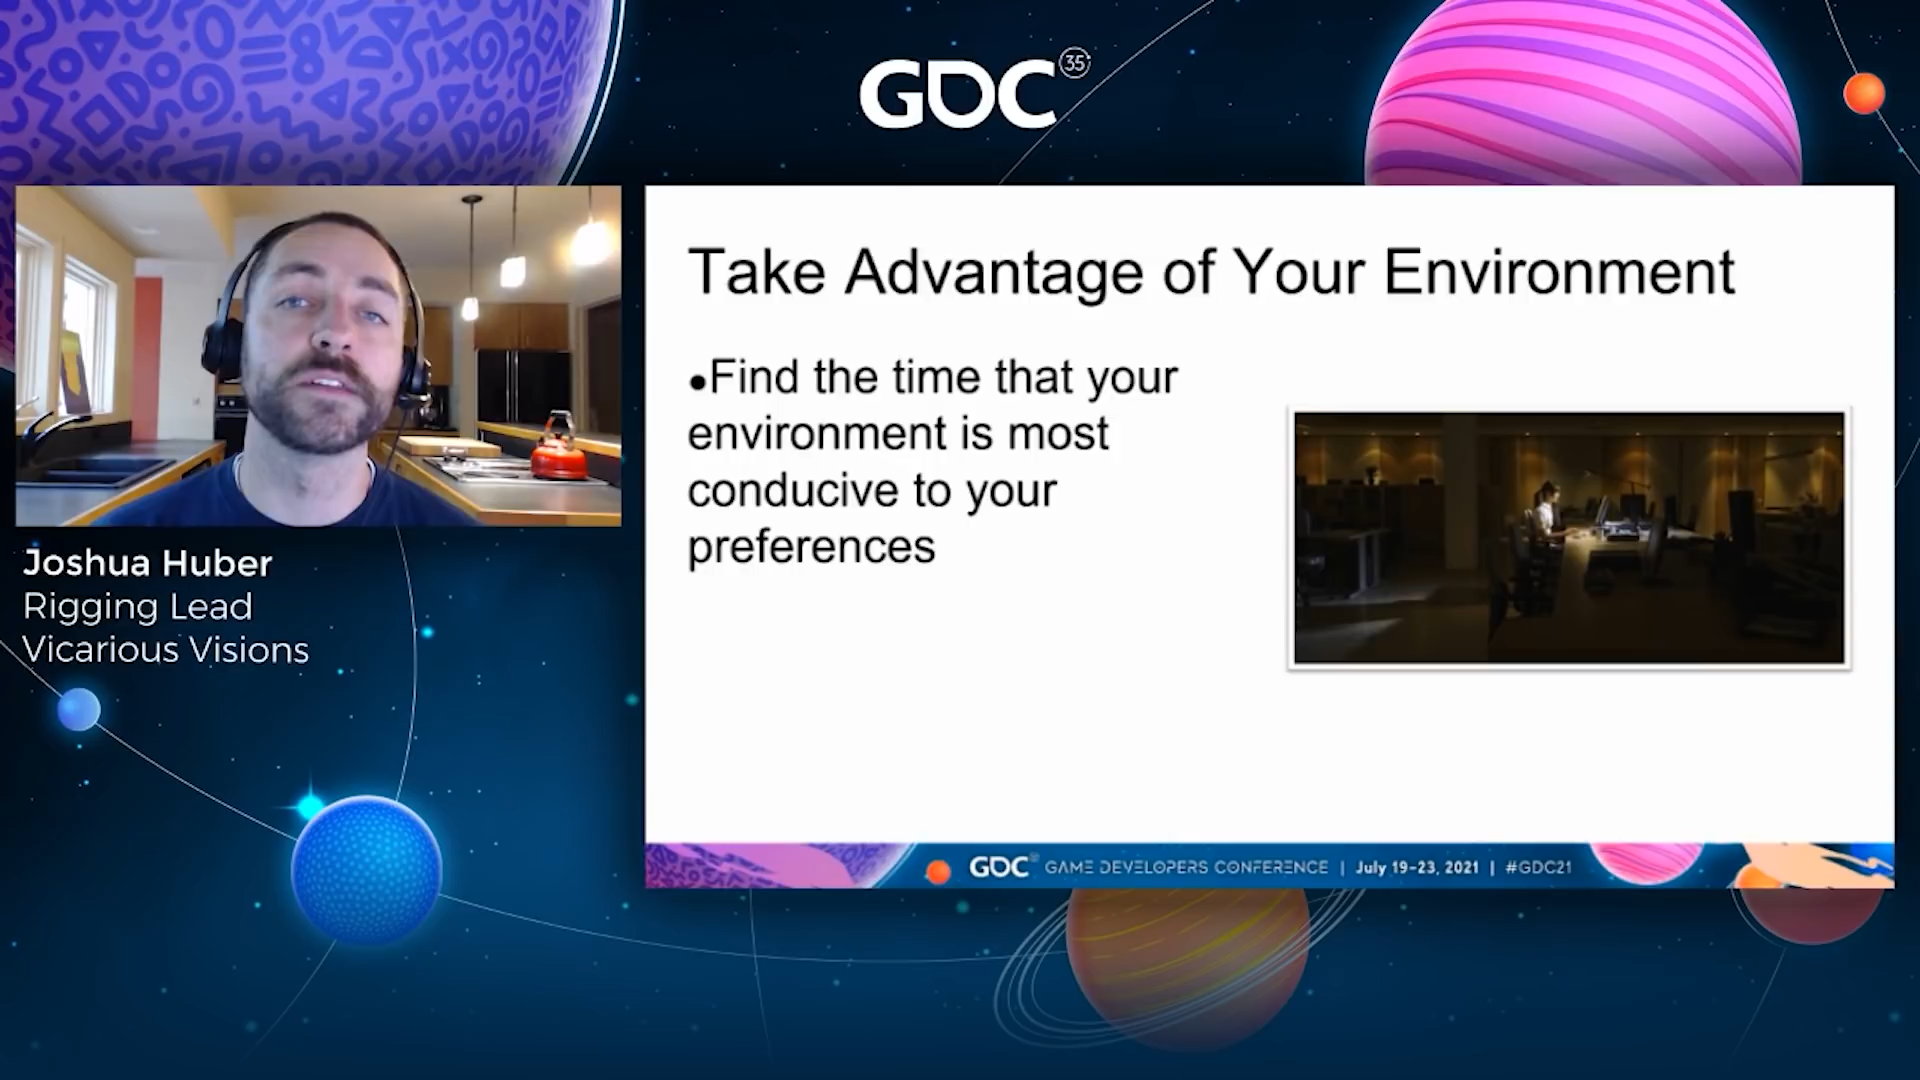 GDC 35
Take Advantage of Your Environment
•Find the time that your
environment is most
conducive to your
preferences
Joshua Huber
Rigging Lead
Vicarious Visions
GDC GAME DEVELOPERS CONFERENCE | July 19-23, 2021 | #GDC21